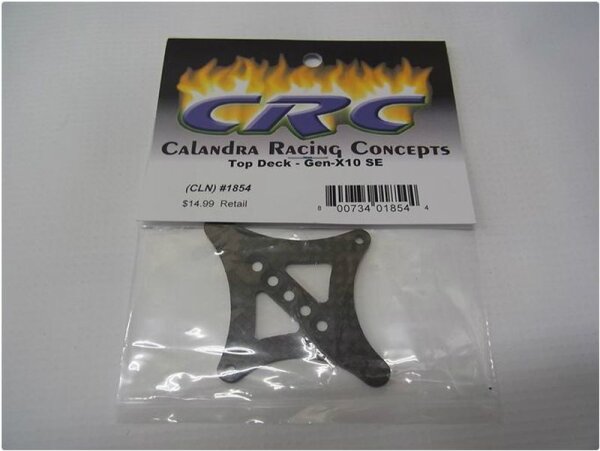 CRC
Calandra Racing Concepts
Top Deck - Gen-X10 SE
(CLN) #1854
$14.99 Retail
8 00734 01854 4